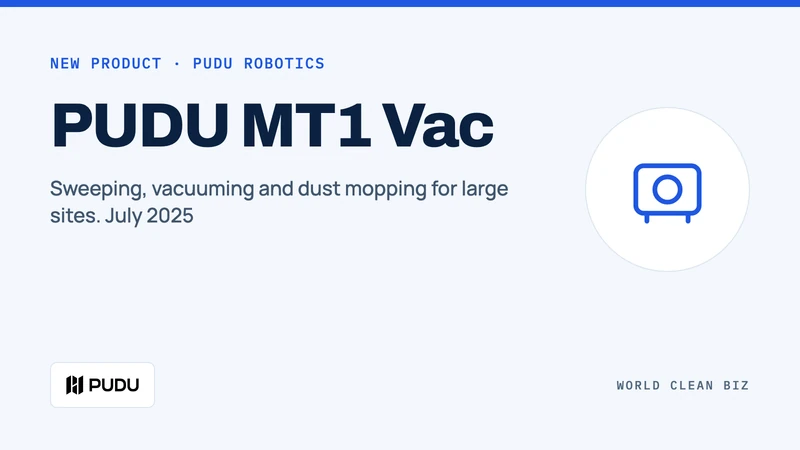 NEW PRODUCT · PUDU ROBOTICS
PUDU MT1 Vac
Sweeping, vacuuming and dust mopping for large
sites. July 2025
PUDU
WORLD CLEAN BIZ